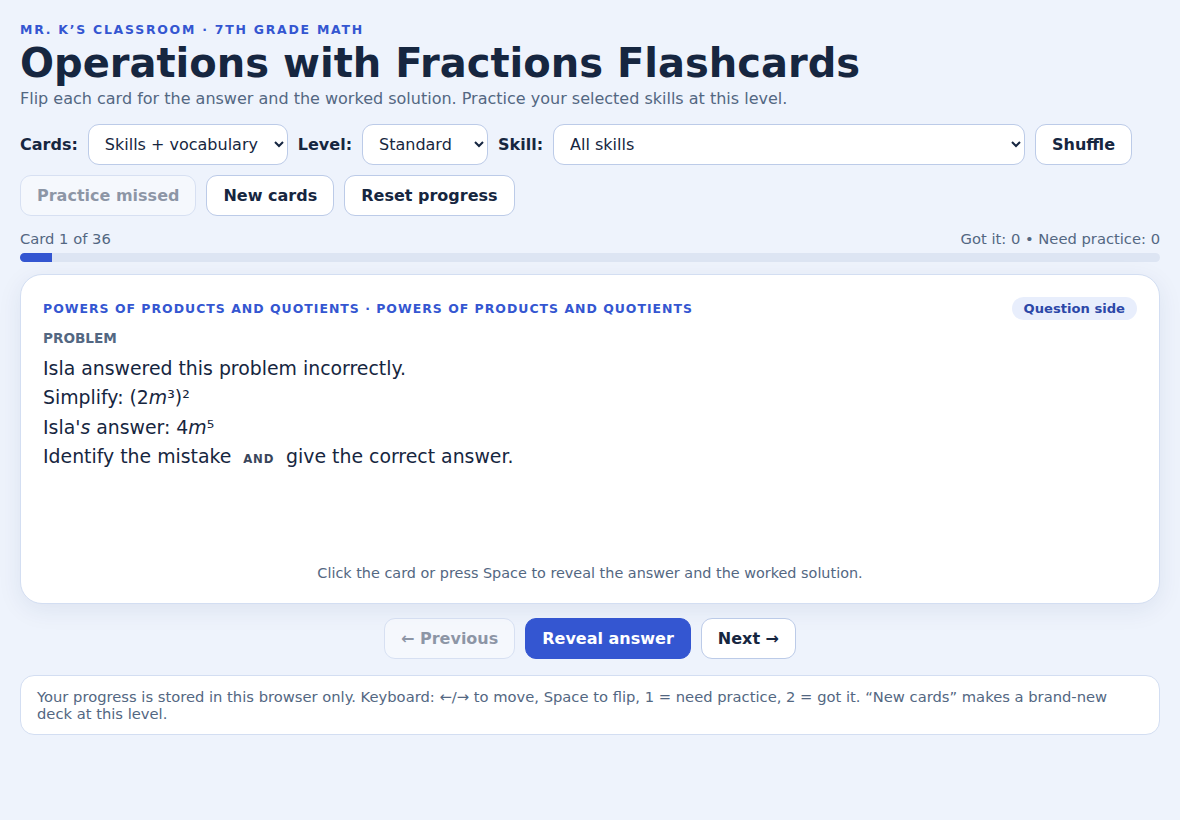 MR. K’S CLASSROOM · 7TH GRADE MATH
Operations with Fractions Flashcards
Flip each card for the answer and the worked solution. Practice your selected skills at this level.
Cards: Skills + vocabulary Level: Standard Skill: All skills Shuffle
Practice missed New cards Reset progress
Card 1 of 36 Got it: 0 • Need practice: 0
POWERS OF PRODUCTS AND QUOTIENTS · POWERS OF PRODUCTS AND QUOTIENTS Question side
PROBLEM
Isla answered this problem incorrectly.
Simplify: (2m³)²
Isla's answer: 4m⁵
Identify the mistake AND give the correct answer.
Click the card or press Space to reveal the answer and the worked solution.
← Previous Reveal answer Next →
Your progress is stored in this browser only. Keyboard: ←/→ to move, Space to flip, 1 = need practice, 2 = got it. “New cards” makes a brand-new
deck at this level.